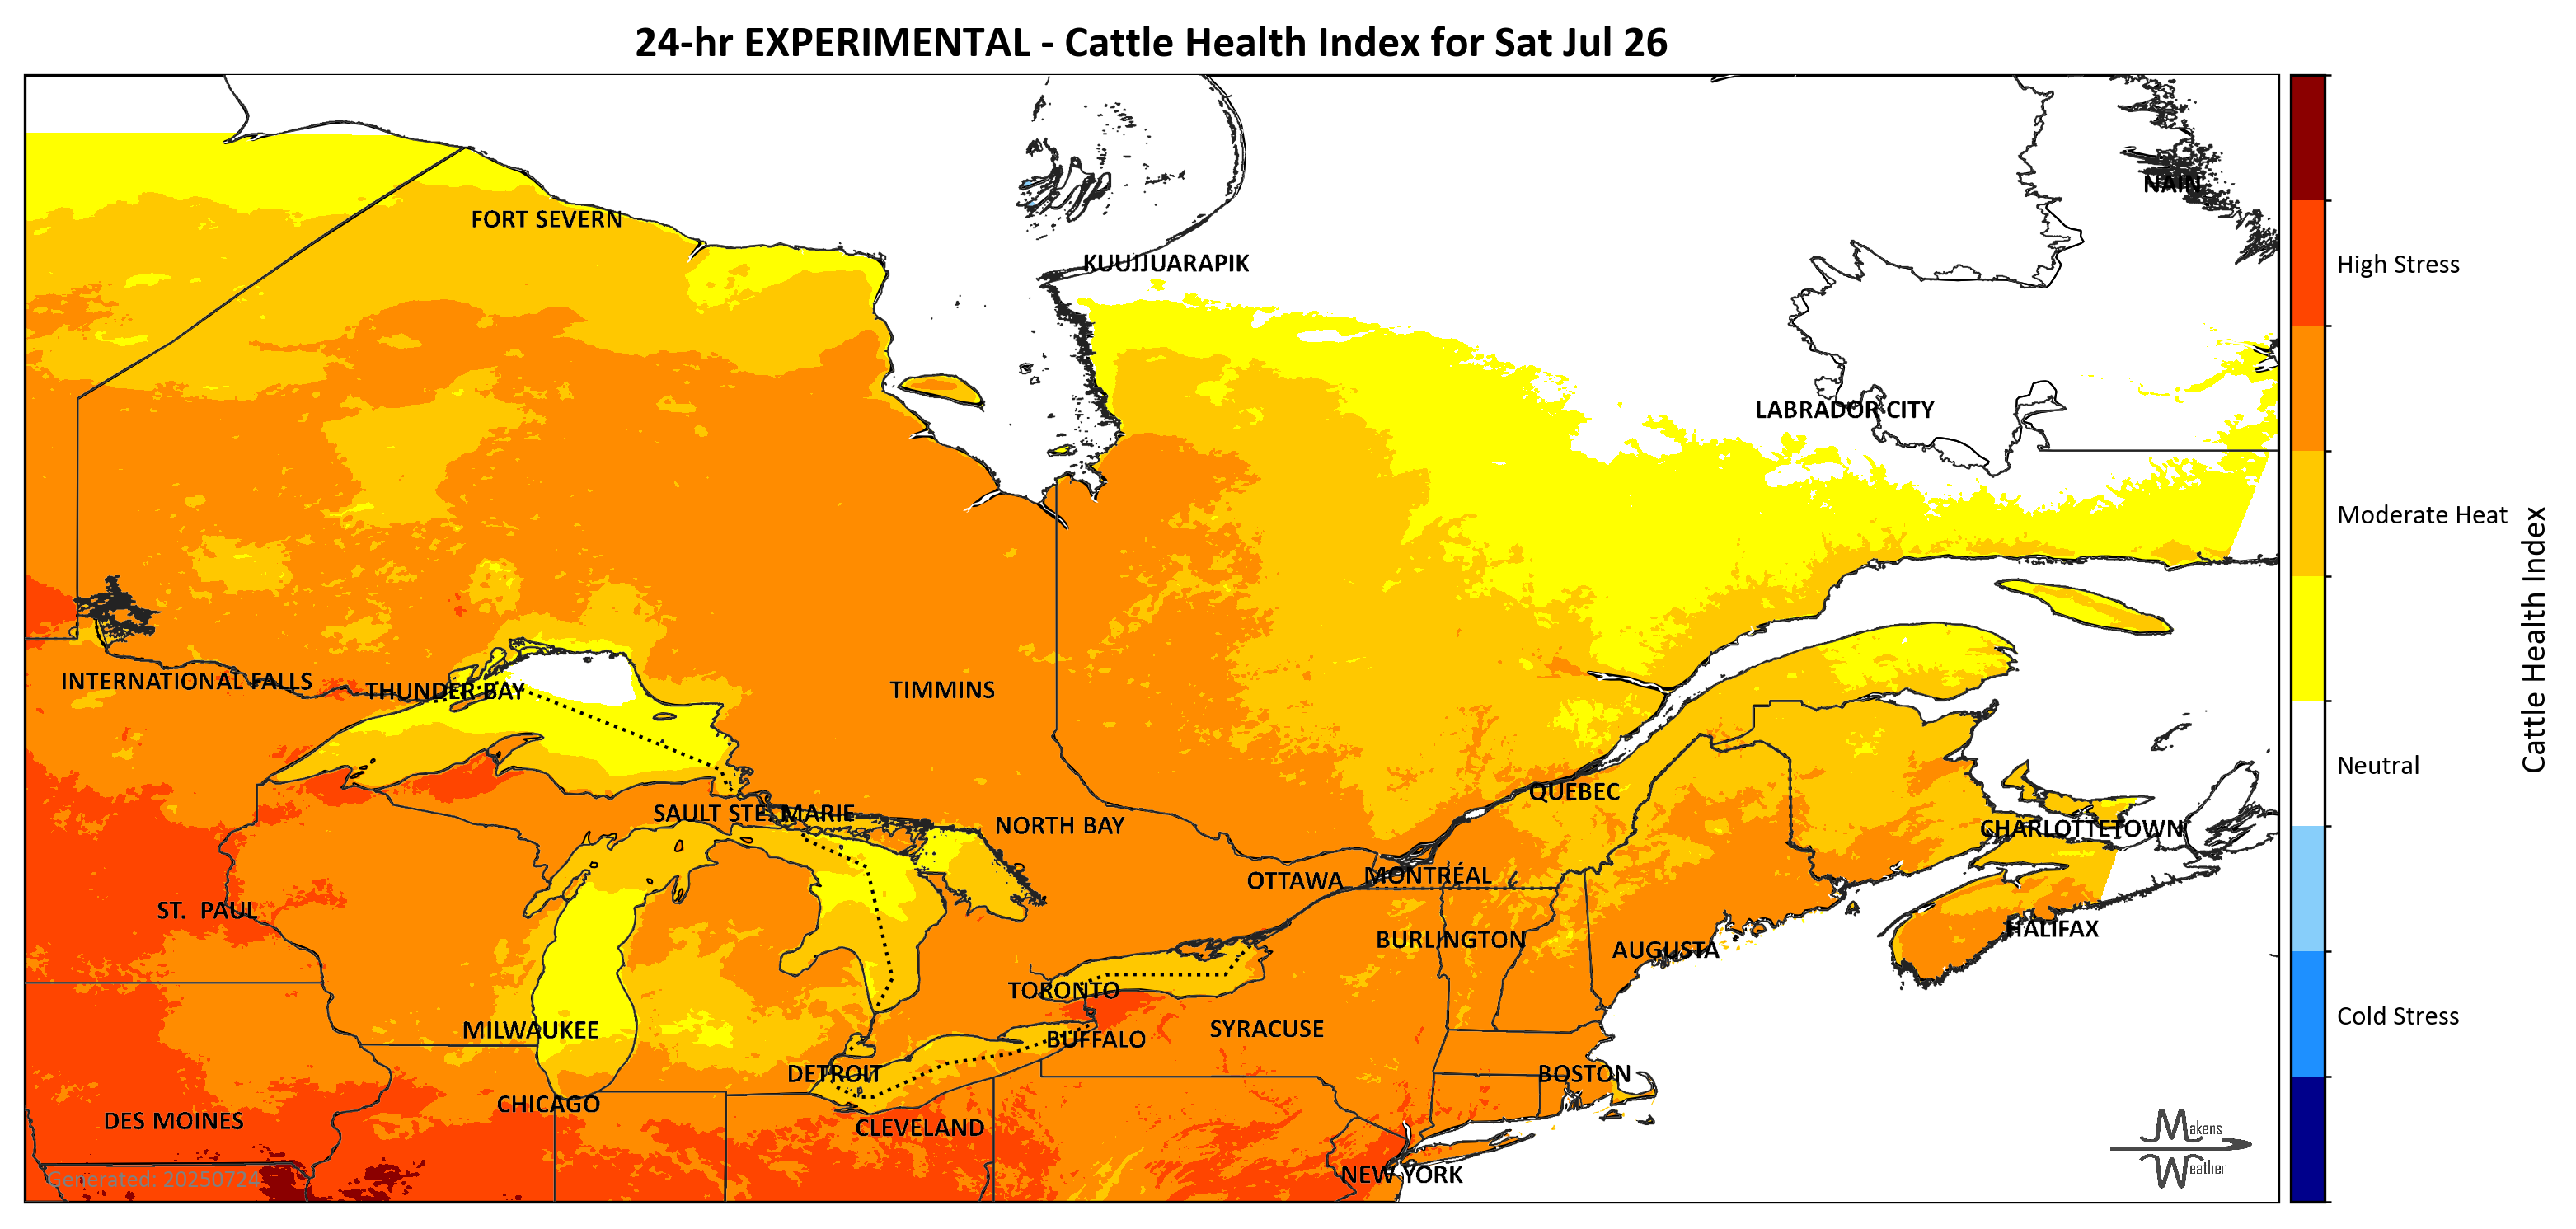 24-hr EXPERIMENTAL - Cattle Health Index for Sat Jul 26
NAIN
FORT SEVERN
KUUJJUARAPIK
High Stress
LABRADOR CITY
Moderate Heat
Cattle Health Index
INTERNATIONAL FALLS
THUNDER BAY
TIMMINS
Neutral
QUEBEC
SAULT STE. MARIE
NORTH BAY
CHARLOTTETOWN
OTTAWA
MONTRÉAL
ST. PAUL
HALIFAX
BURLINGTON
AUGUSTA
TORONTO
Cold Stress
MILWAUKEE
SYRACUSE
BUFFALO
DETROIT
BOSTON
CHICAGO
DES MOINES
CLEVELAND
Makens
Weather
NEW YORK
Generated: 20250724